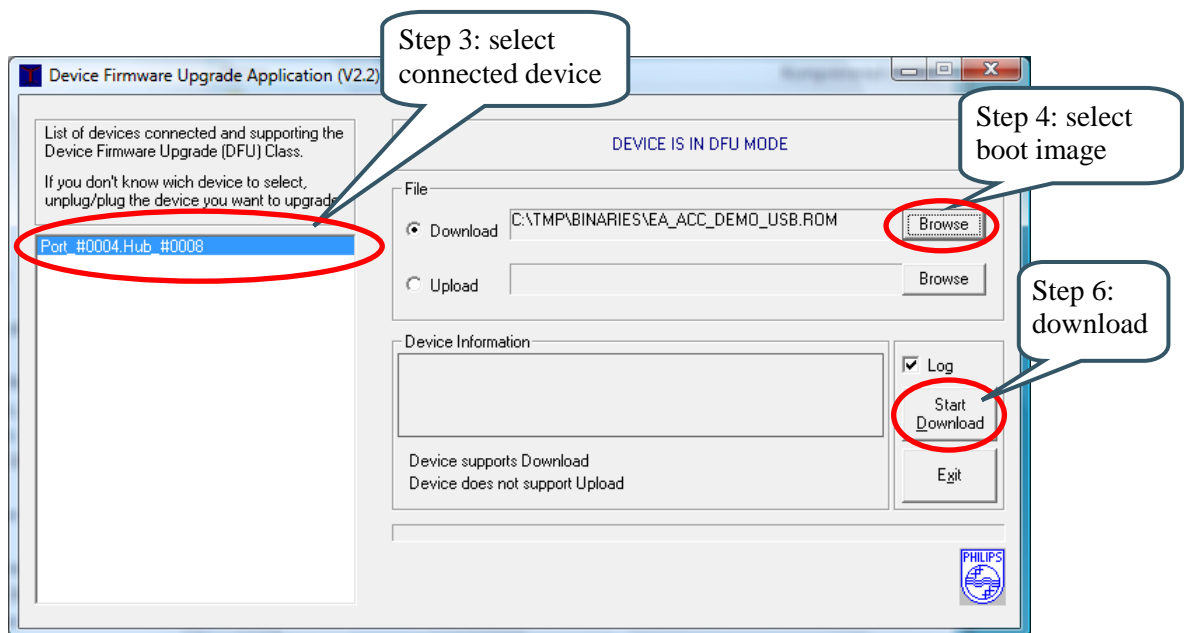 Step 3: select
connected device
Device Firmware Upgrade Application (V2.2)
Step 4: select
boot image
List of devices connected and supporting the
Device Firmware Upgrade (DFU) Class.
If you don't know wich device to select,
unplug/plug the device you want to upgrade
DEVICE IS IN DFU MODE
Port_#0004.Hub_#0008
File
Download
C:\TMP\BINARIES\EA_ACC_DEMO_USB.ROM
Browse
Upload
Browse
Step 6:
download
Device Information
Log
Start
Download
Device supports Download
Device does not support Upload
Exit
PHILIPS